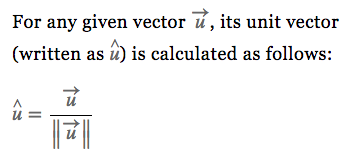 For any given vector u⃗, its unit vector
(written as û) is calculated as follows:
û = u⃗ / ‖u⃗‖